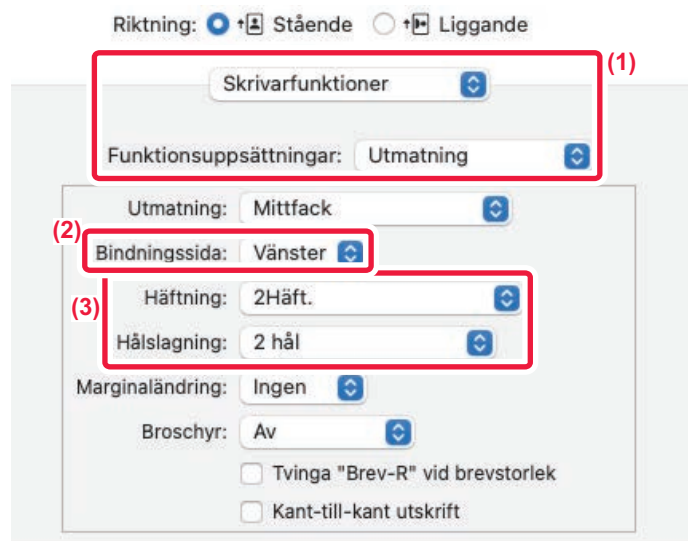 Riktning: Stående Liggande
(1)
Skrivarfunktioner
Funktionsuppsättningar: Utmatning
Utmatning: Mittfack
(2)
Bindningssida: Vänster
(3)
Häftning: 2Häft.
Hålslagning: 2 hål
Marginaländring: Ingen
Broschyr: Av
Tvinga "Brev-R" vid brevstorlek
Kant-till-kant utskrift